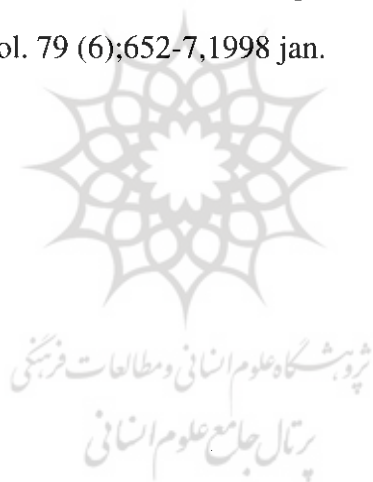 ol. 79 (6);652-7,1998 jan.
پژوهشگاه علوم انسانی و مطالعات فرهنگی
پرتال جامع علوم انسانی